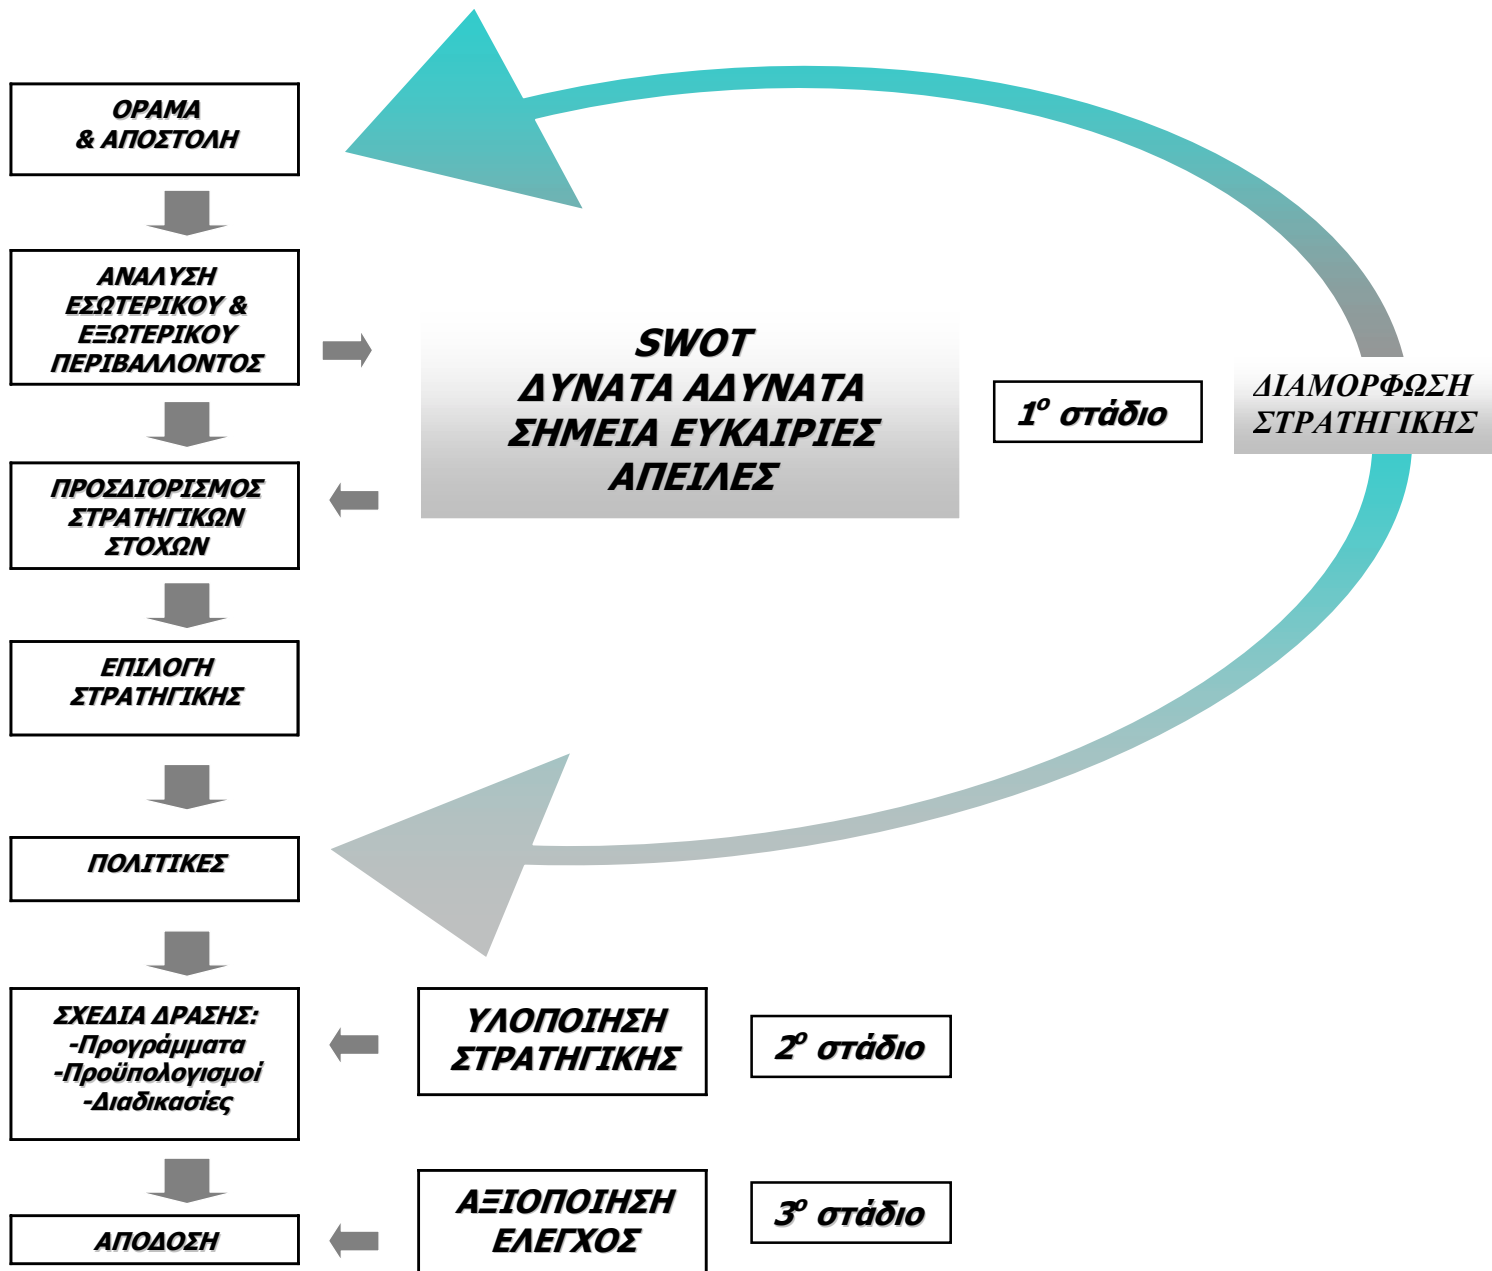 ΟΡΑΜΑ
& ΑΠΟΣΤΟΛΗ
ΑΝΑΛΥΣΗ
ΕΣΩΤΕΡΙΚΟΥ &
ΕΞΩΤΕΡΙΚΟΥ
ΠΕΡΙΒΑΛΛΟΝΤΟΣ
SWOT
ΔΥΝΑΤΑ ΑΔΥΝΑΤΑ
ΣΗΜΕΙΑ ΕΥΚΑΙΡΙΕΣ
ΑΠΕΙΛΕΣ
1ο στάδιο
ΔΙΑΜΟΡΦΩΣΗ
ΣΤΡΑΤΗΓΙΚΗΣ
ΠΡΟΣΔΙΟΡΙΣΜΟΣ
ΣΤΡΑΤΗΓΙΚΩΝ
ΣΤΟΧΩΝ
ΕΠΙΛΟΓΗ
ΣΤΡΑΤΗΓΙΚΗΣ
ΠΟΛΙΤΙΚΕΣ
ΣΧΕΔΙΑ ΔΡΑΣΗΣ:
-Προγράμματα
-Προϋπολογισμοί
-Διαδικασίες
ΥΛΟΠΟΙΗΣΗ
ΣΤΡΑΤΗΓΙΚΗΣ
2ο στάδιο
ΑΠΟΔΟΣΗ
ΑΞΙΟΠΟΙΗΣΗ
ΕΛΕΓΧΟΣ
3ο στάδιο